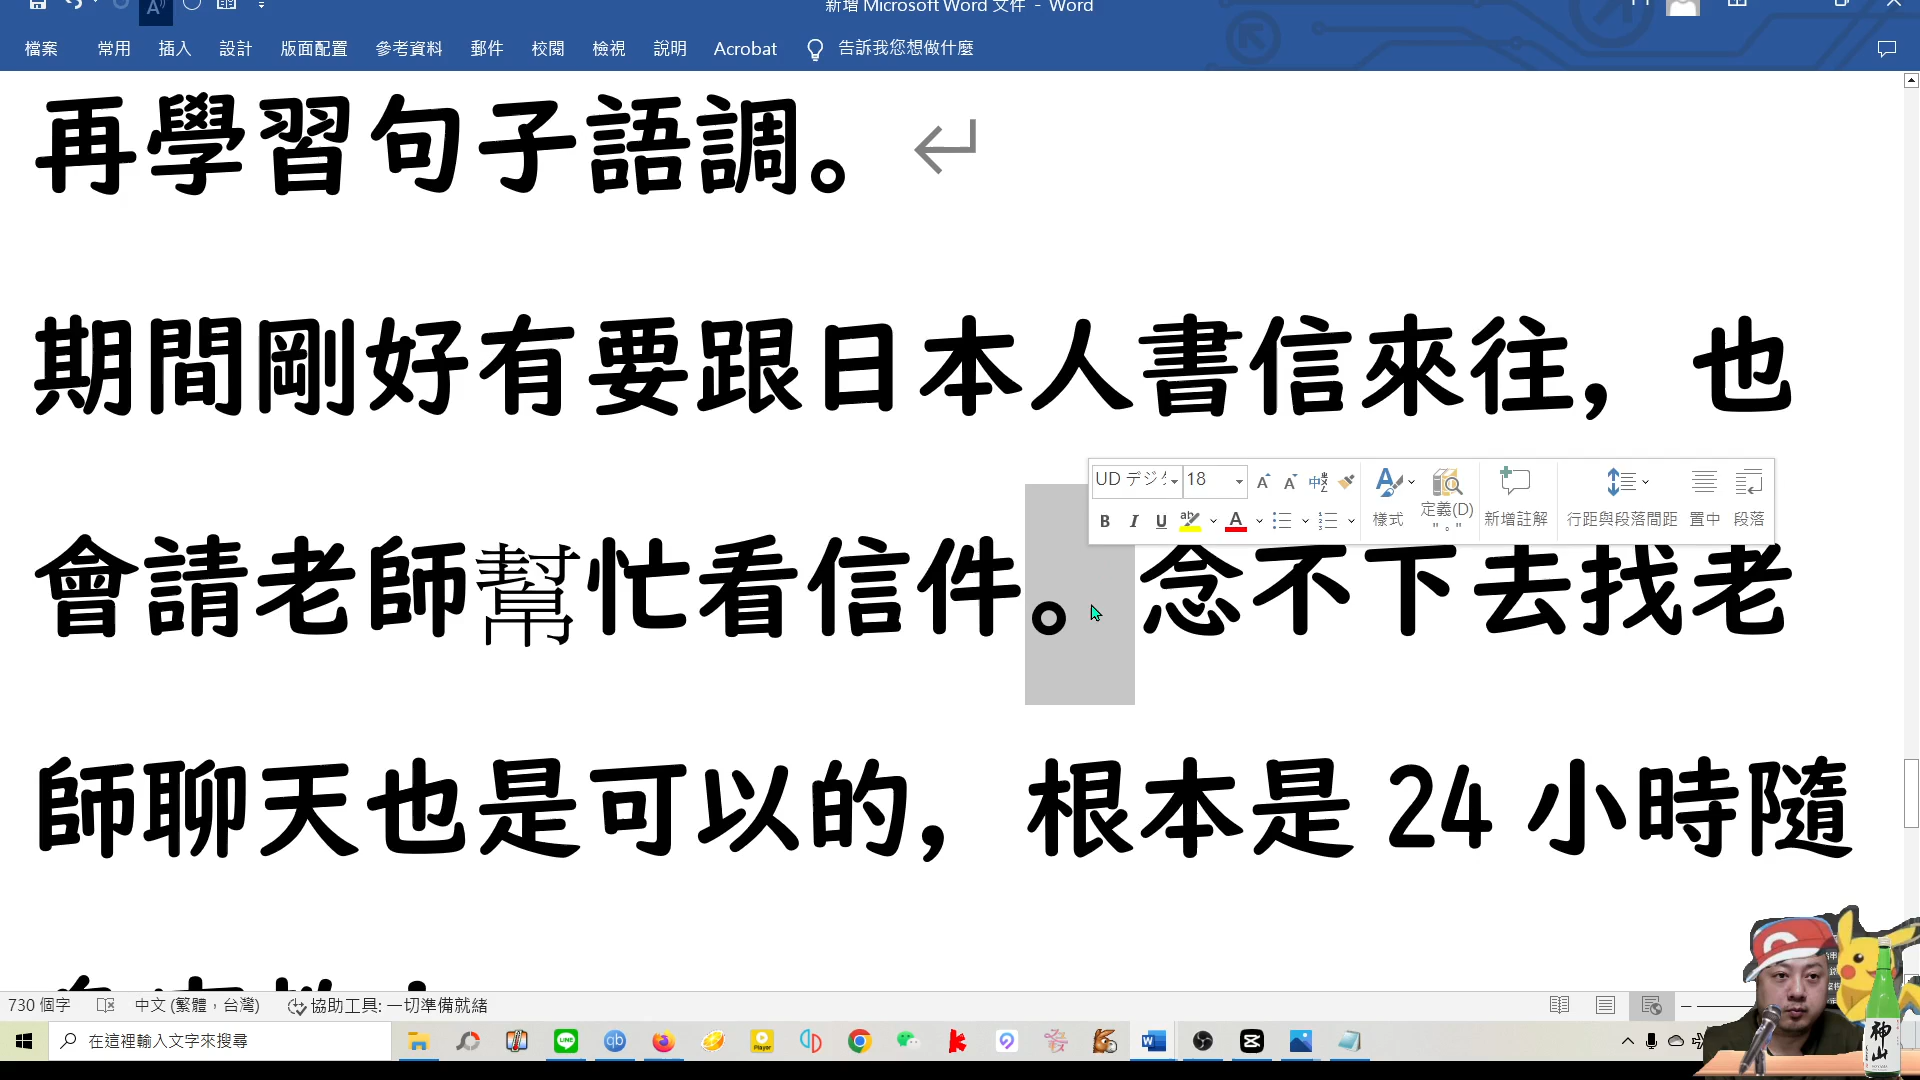 新增 Microsoft Word 文件 - Word
檔案 常用 插入 設計 版面配置 參考資料 郵件 校閱 檢視 說明 Acrobat 告訴我您想做什麼
再學習句子語調。
期間剛好有要跟日本人書信來往，也
UD デジタ 18
樣式 定義(D) "。" 新增註解 行距與段落間距 置中 段落
會請老師幫忙看信件。念不下去找老
師聊天也是可以的，根本是 24 小時隨
730 個字 中文 (繁體，台灣) 協助工具: 一切準備就緒
在這裡輸入文字來搜尋
神山